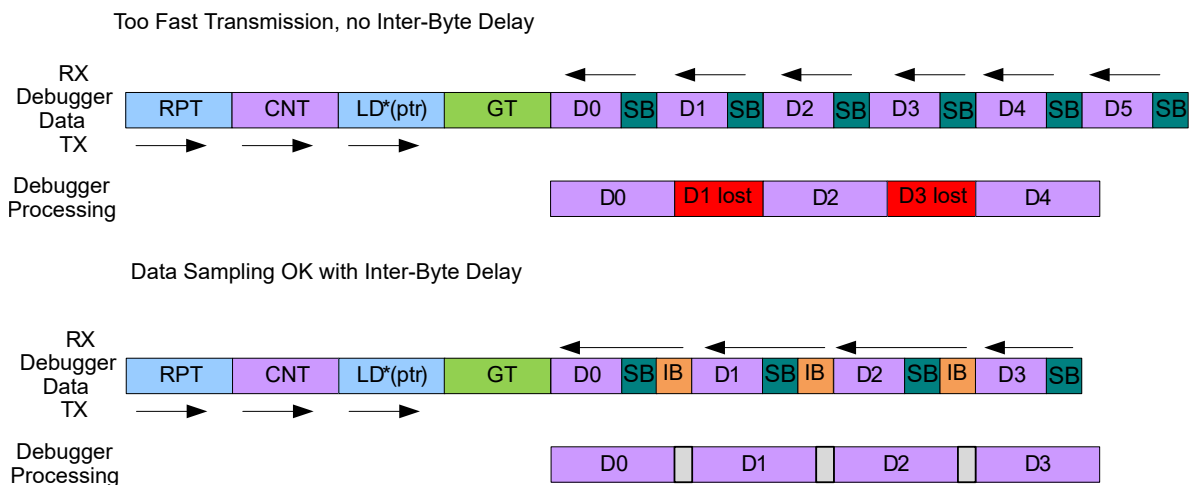 Too Fast Transmission, no Inter-Byte Delay
RX
Debugger
Data
TX
RPT CNT LD*(ptr) GT D0 SB D1 SB D2 SB D3 SB D4 SB D5 SB
Debugger
Processing
D0 D1 lost D2 D3 lost D4
Data Sampling OK with Inter-Byte Delay
RX
Debugger
Data
TX
RPT CNT LD*(ptr) GT D0 SB IB D1 SB IB D2 SB IB D3 SB
Debugger
Processing
D0 D1 D2 D3